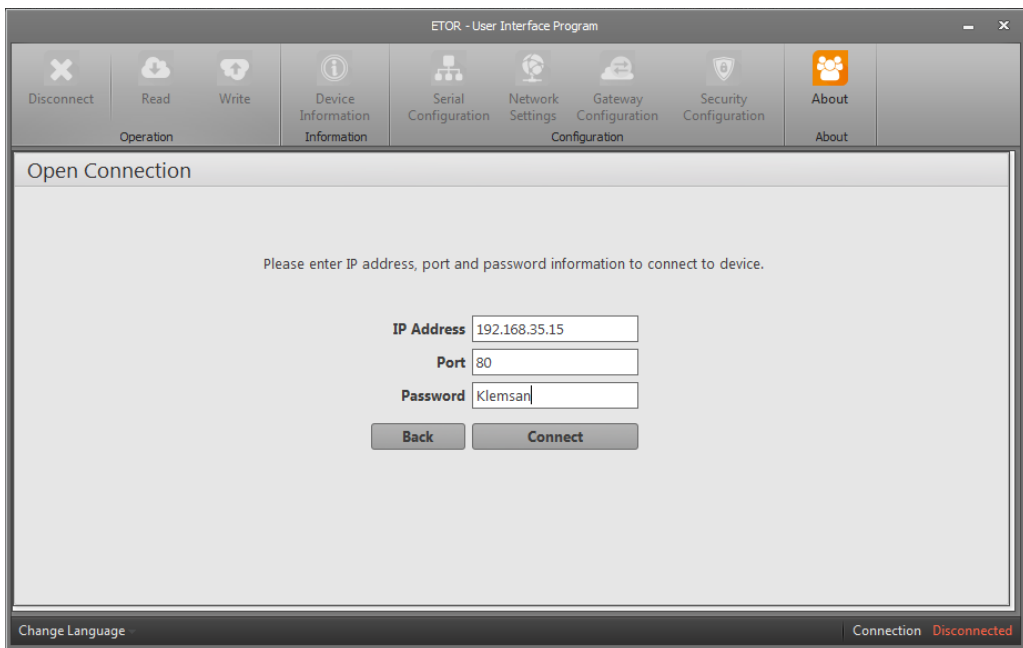 ETOR - User Interface Program
Disconnect
Read
Write
Operation
Device
Information
Information
Serial
Configuration
Network
Settings
Gateway
Configuration
Security
Configuration
Configuration
About
About
Open Connection
Please enter IP address, port and password information to connect to device.
IP Address 192.168.35.15
Port 80
Password Klemsan
Back Connect
Change Language Connection Disconnected